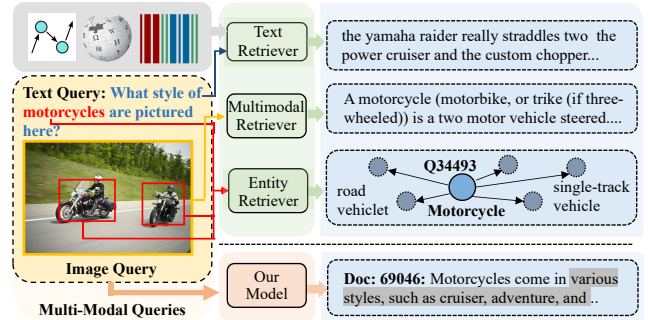 Text Query: What style of
motorcycles are pictured
here?
Image Query
Multi-Modal Queries
Text
Retriever
Multimodal
Retriever
Entity
Retriever
Our
Model
the yamaha raider really straddles two the
power cruiser and the custom chopper...
A motorcycle (motorbike, or trike (if three-
wheeled)) is a two motor vehicle steered....
Q34493
road
vehiclet
Motorcycle
single-track
vehicle
Doc: 69046: Motorcycles come in various
styles, such as cruiser, adventure, and ..